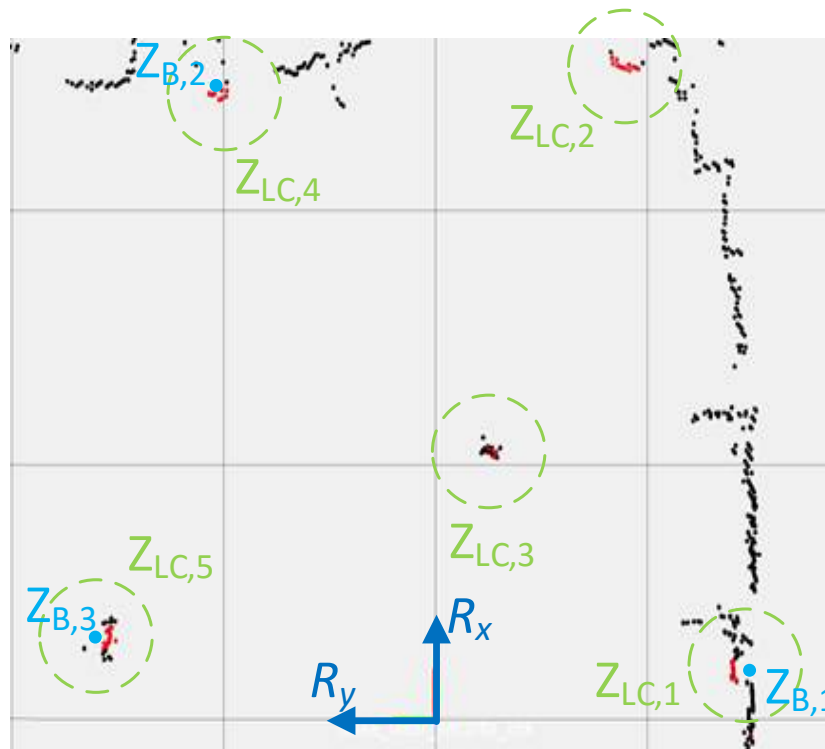 Z_B,2
Z_LC,2
Z_LC,4
Z_LC,3
Z_LC,5
Z_B,3
R_x
R_y
Z_LC,1
Z_B,1